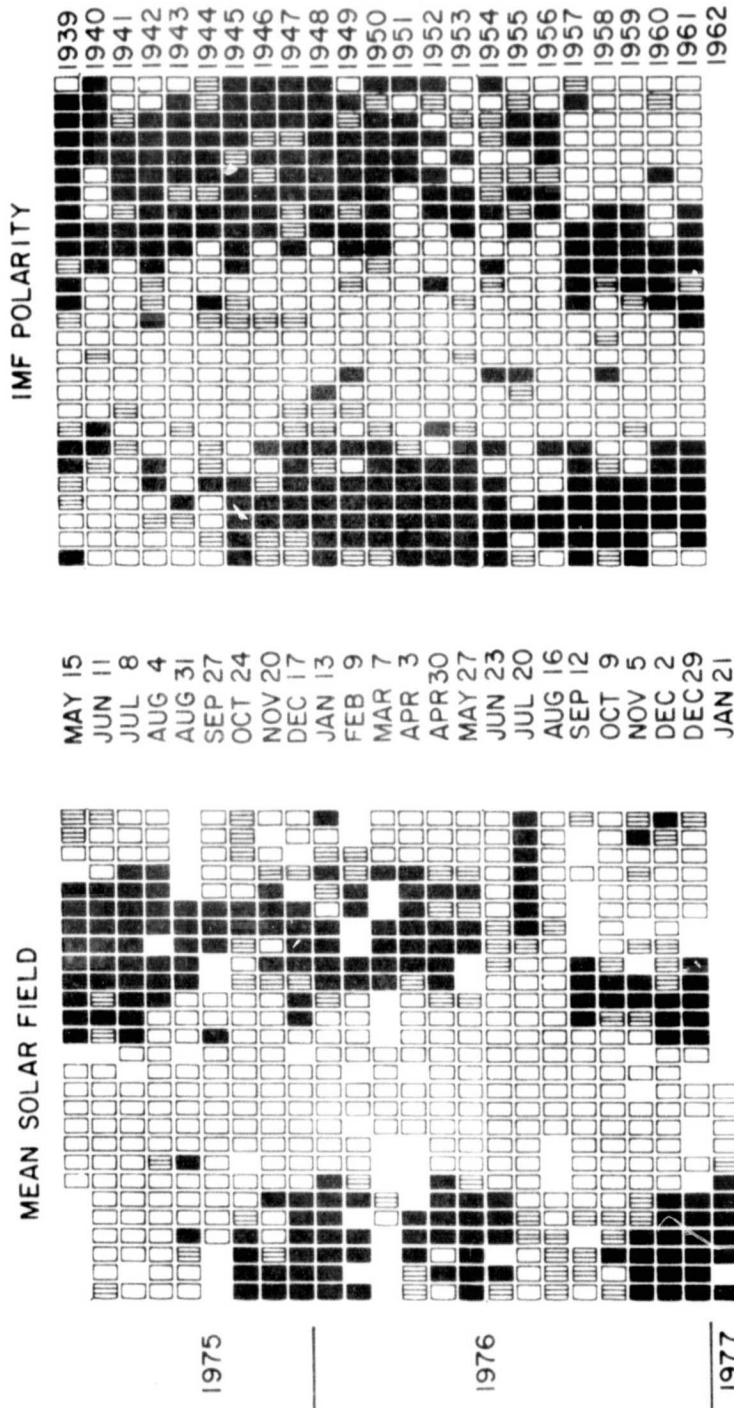 MEAN SOLAR FIELD
IMF POLARITY
1975
1976
1977
MAY 15
JUN 11
JUL 8
AUG 4
AUG 31
SEP 27
OCT 24
NOV 20
DEC 17
JAN 13
FEB 9
MAR 7
APR 3
APR 30
MAY 27
JUN 23
JUL 20
AUG 16
SEP 12
OCT 9
NOV 5
DEC 2
DEC 29
JAN 21
1939
1940
1941
1942
1943
1944
1945
1946
1947
1948
1949
1950
1951
1952
1953
1954
1955
1956
1957
1958
1959
1960
1961
1962